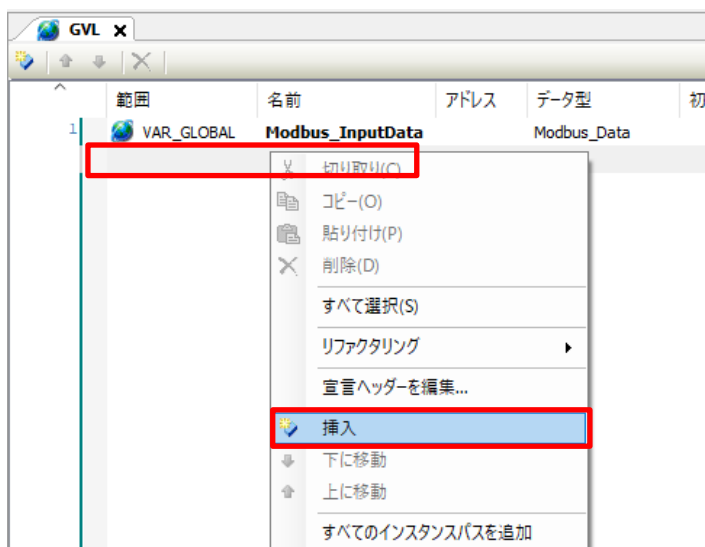 GVL
範囲 名前 アドレス データ型 初
1 VAR_GLOBAL Modbus_InputData Modbus_Data
切り取り(C)
コピー(O)
貼り付け(P)
削除(D)
すべて選択(S)
リファクタリング
宣言ヘッダーを編集...
挿入
下に移動
上に移動
すべてのインスタンスパスを追加